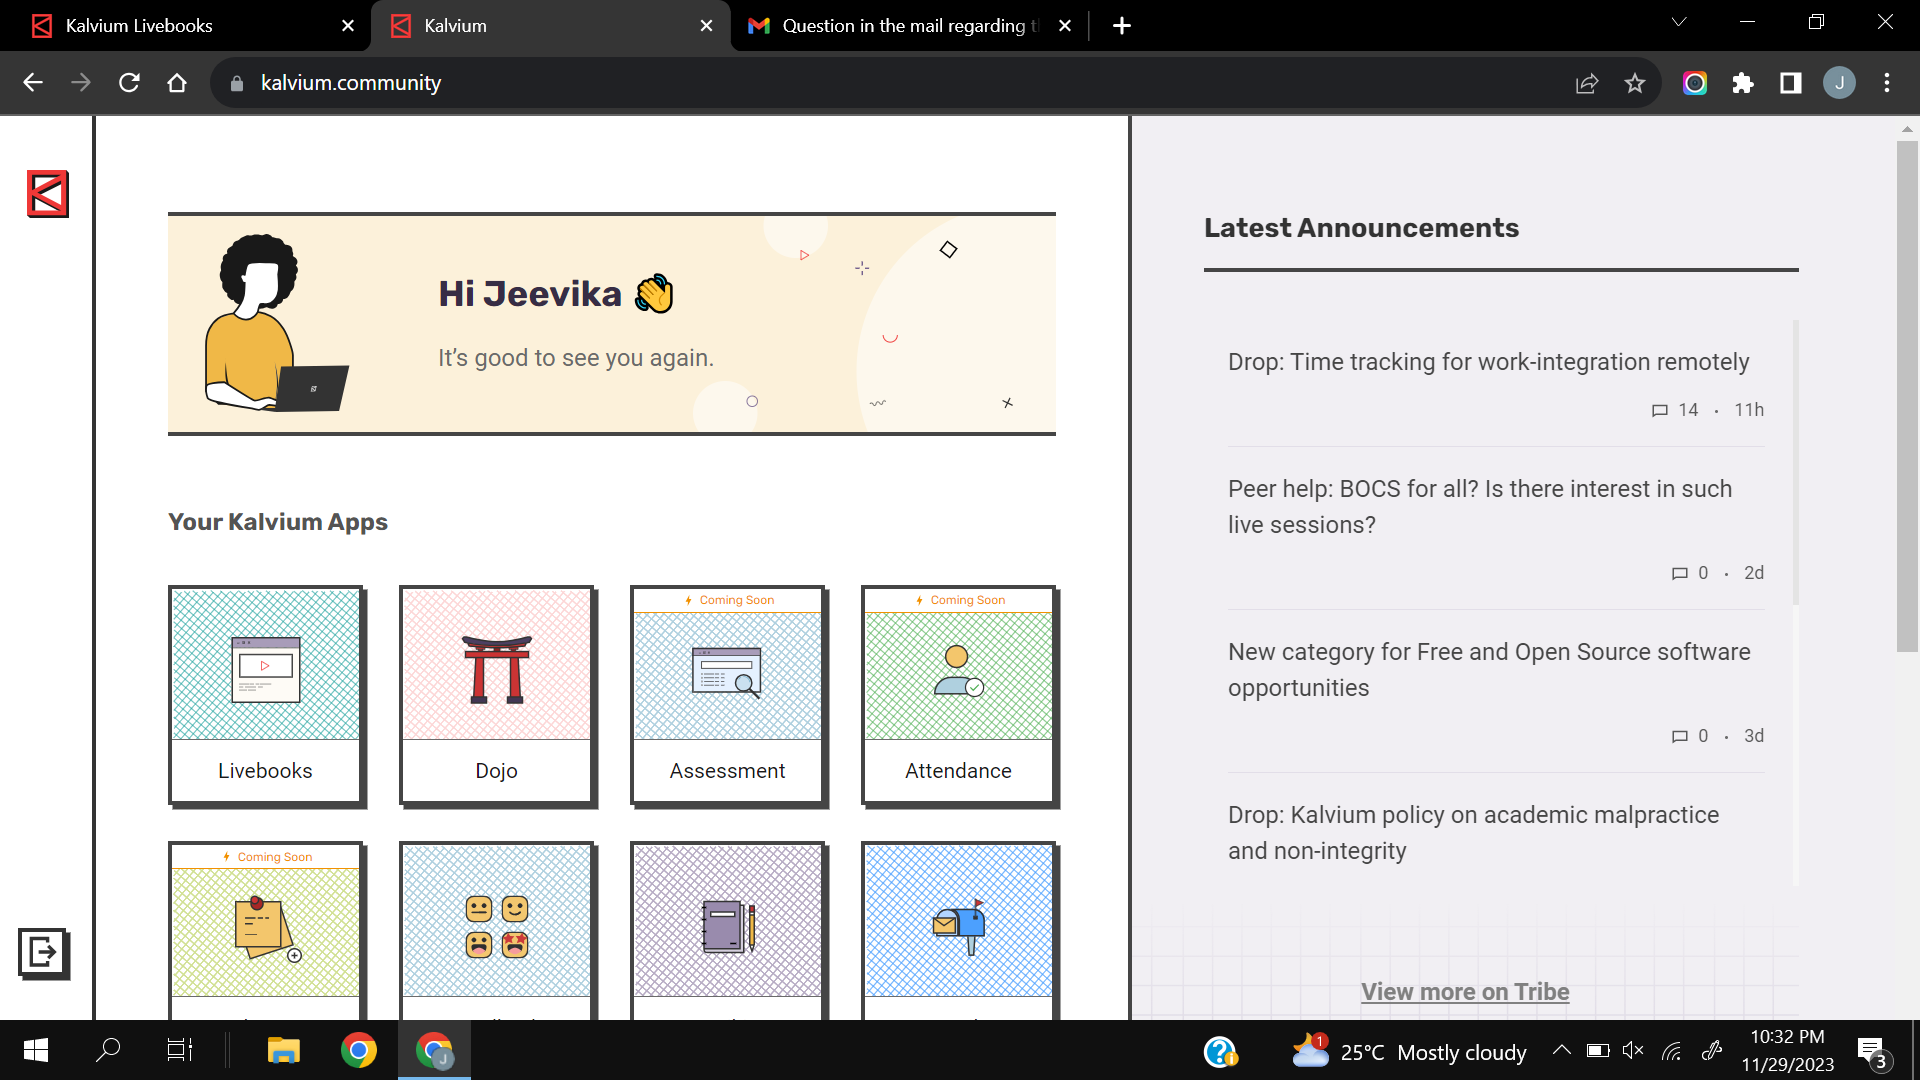 Kalvium Livebooks
Kalvium
Question in the mail regarding
kalvium.community
J
Hi Jeevika
It's good to see you again.
Your Kalvium Apps
Livebooks
Dojo
Coming Soon
Assessment
Coming Soon
Attendance
Coming Soon
Latest Announcements
Drop: Time tracking for work-integration remotely
14 · 11h
Peer help: BOCS for all? Is there interest in such
live sessions?
0 · 2d
New category for Free and Open Source software
opportunities
0 · 3d
Drop: Kalvium policy on academic malpractice
and non-integrity
View more on Tribe
J
1
25°C Mostly cloudy
10:32 PM
11/29/2023
3